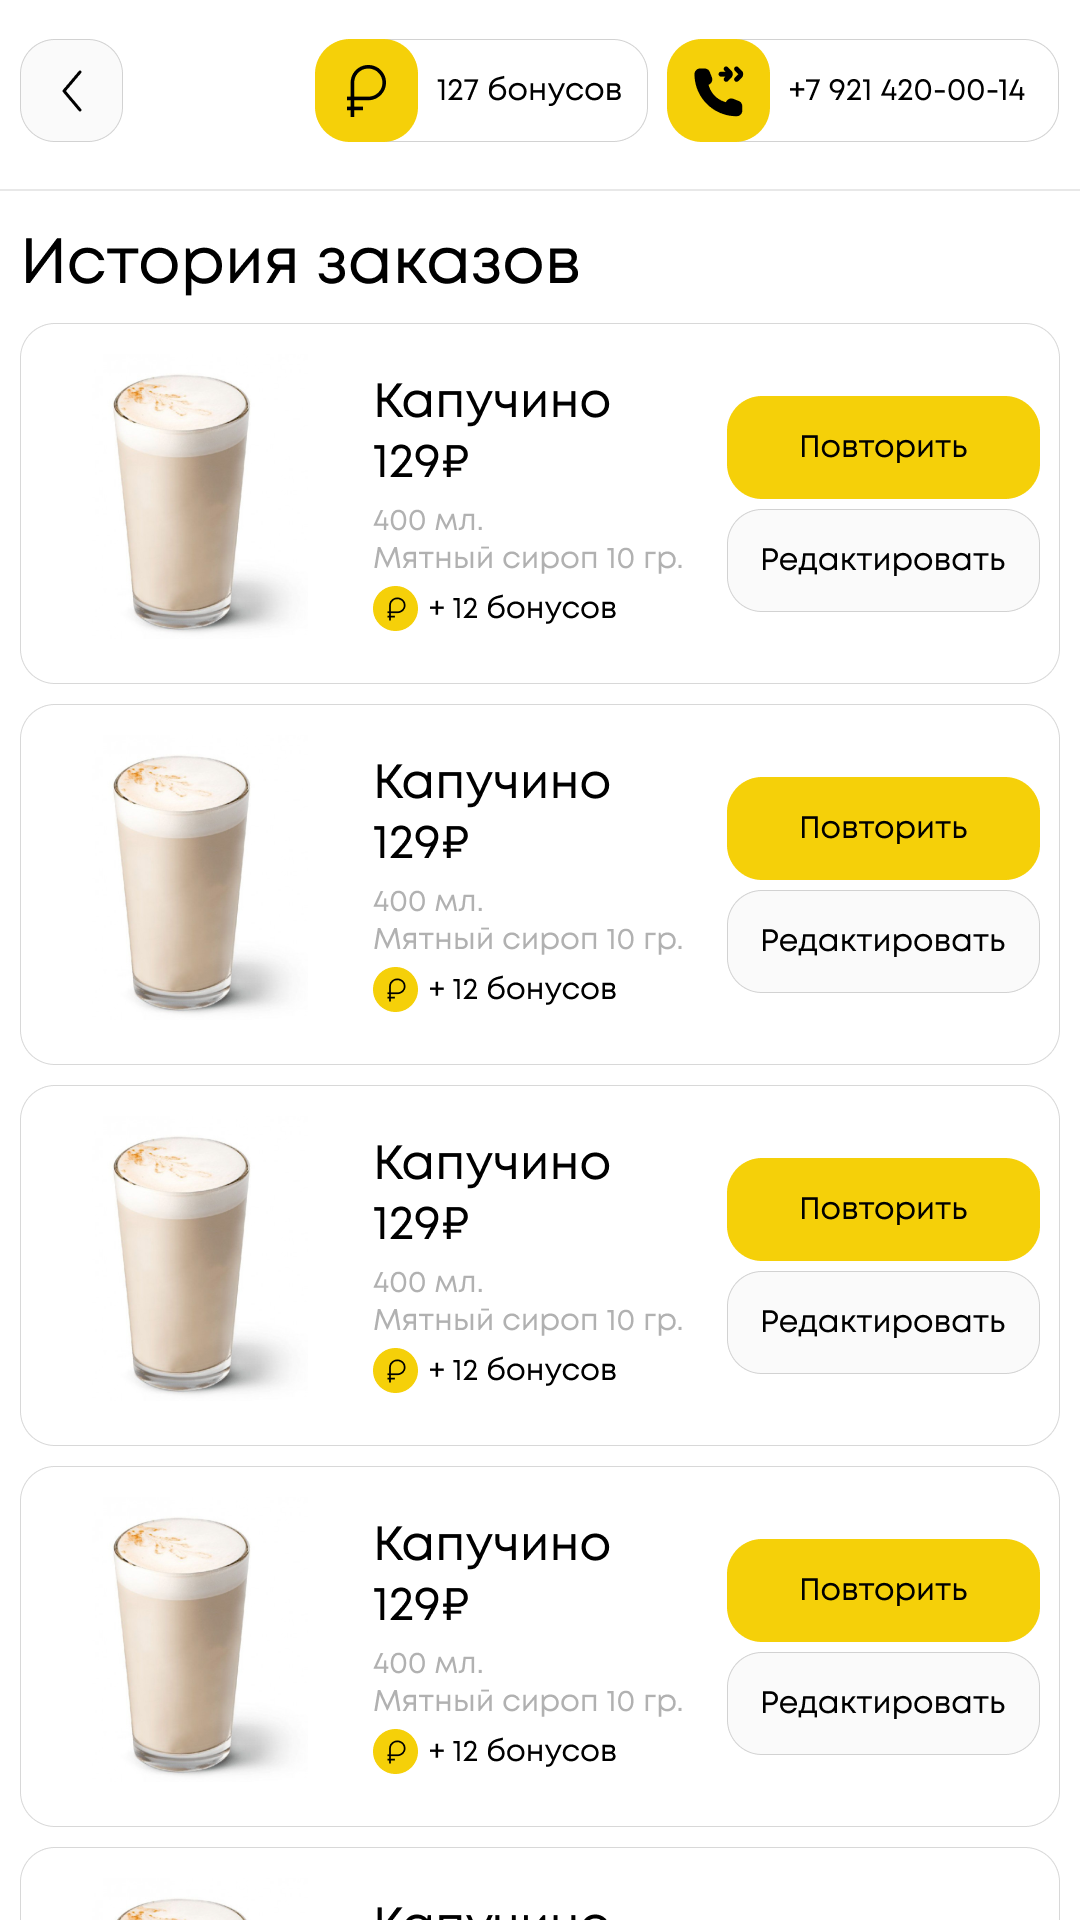 127 бонусов
+7 921 420-00-14
История заказов
Капучино
129₽
400 мл.
Мятный сироп 10 гр.
₽ + 12 бонусов
Повторить
Редактировать
Капучино
129₽
400 мл.
Мятный сироп 10 гр.
₽ + 12 бонусов
Повторить
Редактировать
Капучино
129₽
400 мл.
Мятный сироп 10 гр.
₽ + 12 бонусов
Повторить
Редактировать
Капучино
129₽
400 мл.
Мятный сироп 10 гр.
₽ + 12 бонусов
Повторить
Редактировать
Капучино